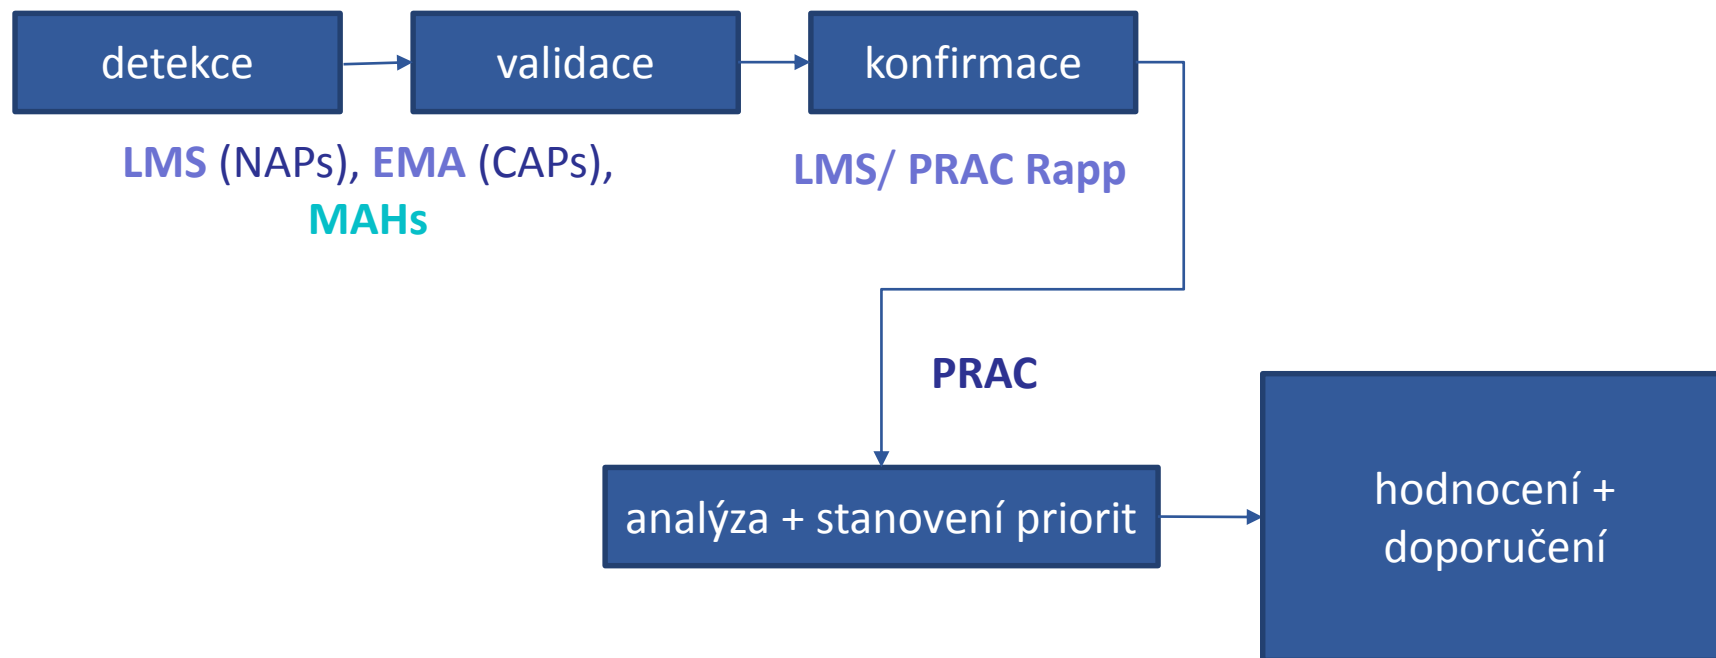 detekce
validace
konfirmace
LMS (NAPs), EMA (CAPs),
MAHs
LMS/ PRAC Rapp
PRAC
analýza + stanovení priorit
hodnocení +
doporučení